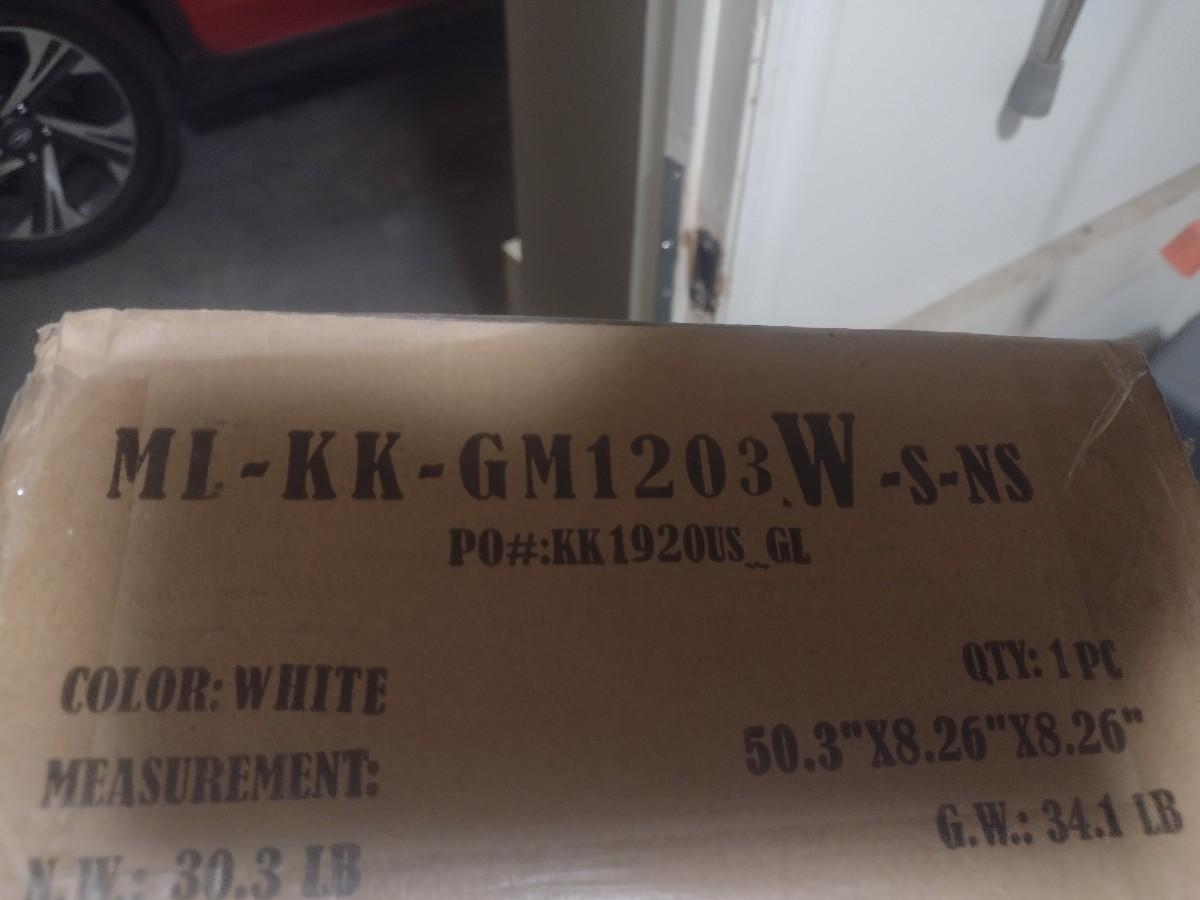 ML-KK-GM1203W-S-NS
PO#:KK1920US_GL
COLOR: WHITE
QTY: 1 PC
MEASUREMENT:
50.3"X8.26"X8.26"
N.W.: 30.3 LB
G.W.: 34.1 LB